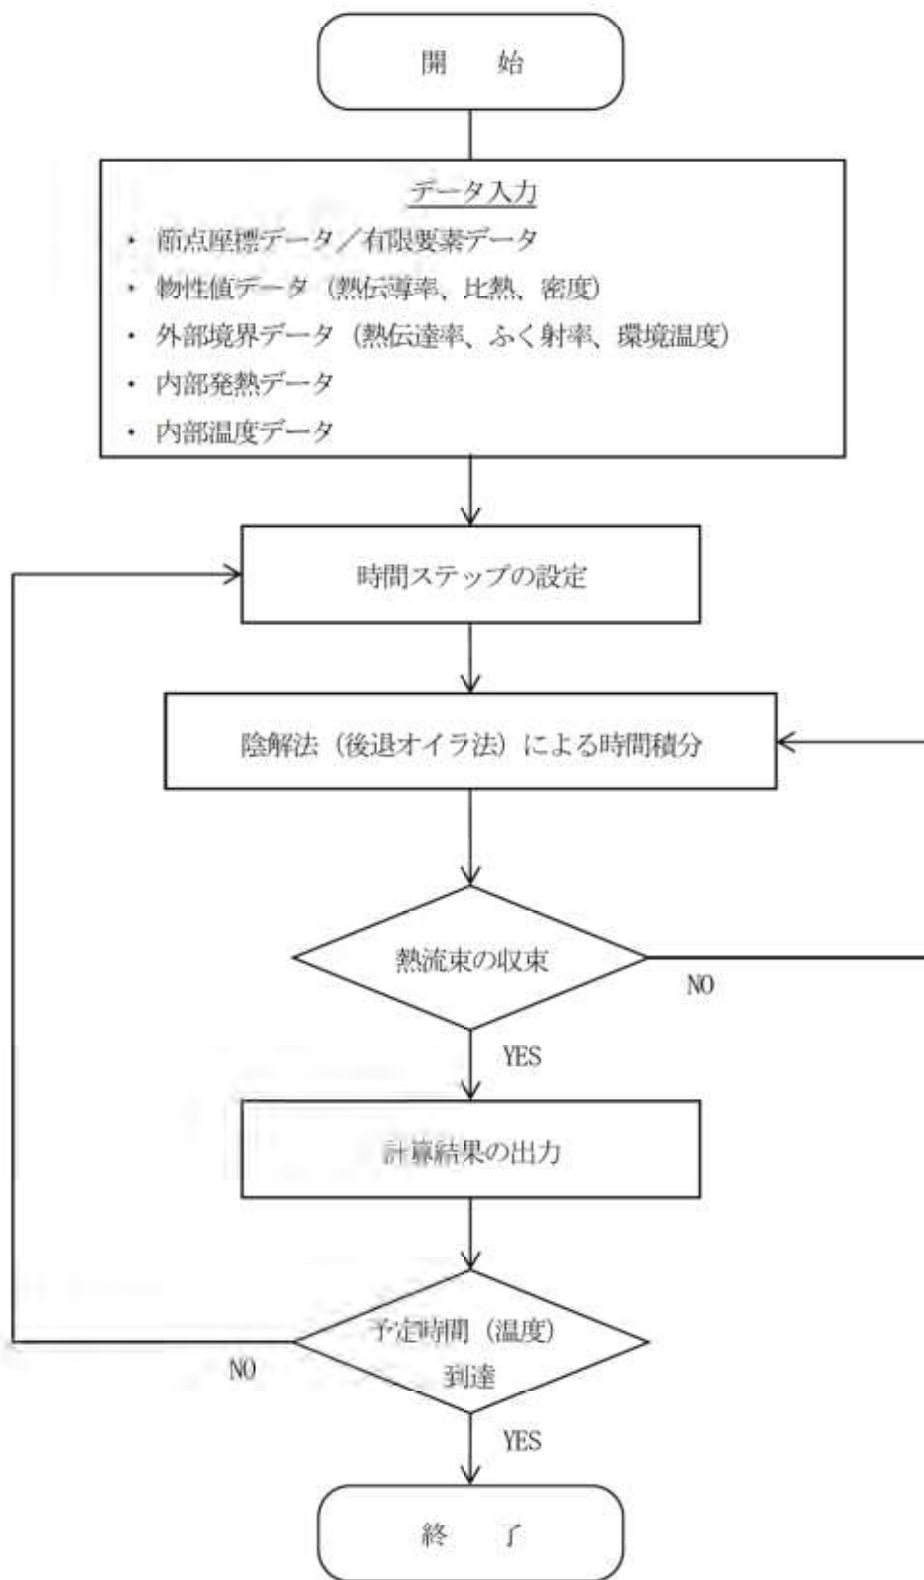 開　　始
データ入力
・ 節点座標データ／有限要素データ
・ 物性値データ（熱伝導率、比熱、密度）
・ 外部境界データ（熱伝達率、ふく射率、環境温度）
・ 内部発熱データ
・ 内部温度データ
時間ステップの設定
陰解法（後退オイラ法）による時間積分
熱流束の収束
NO
YES
計算結果の出力
予定時間（温度）
到達
NO
YES
終　　了